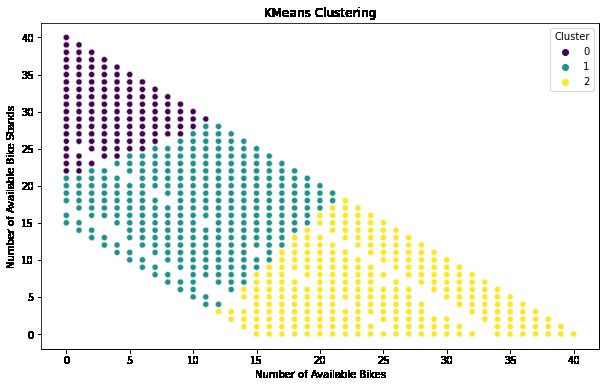 KMeans Clustering
Cluster
0
1
2
Number of Available Bike Stands
40
35
30
25
20
15
10
5
0
0 5 10 15 20 25 30 35 40
Number of Available Bikes